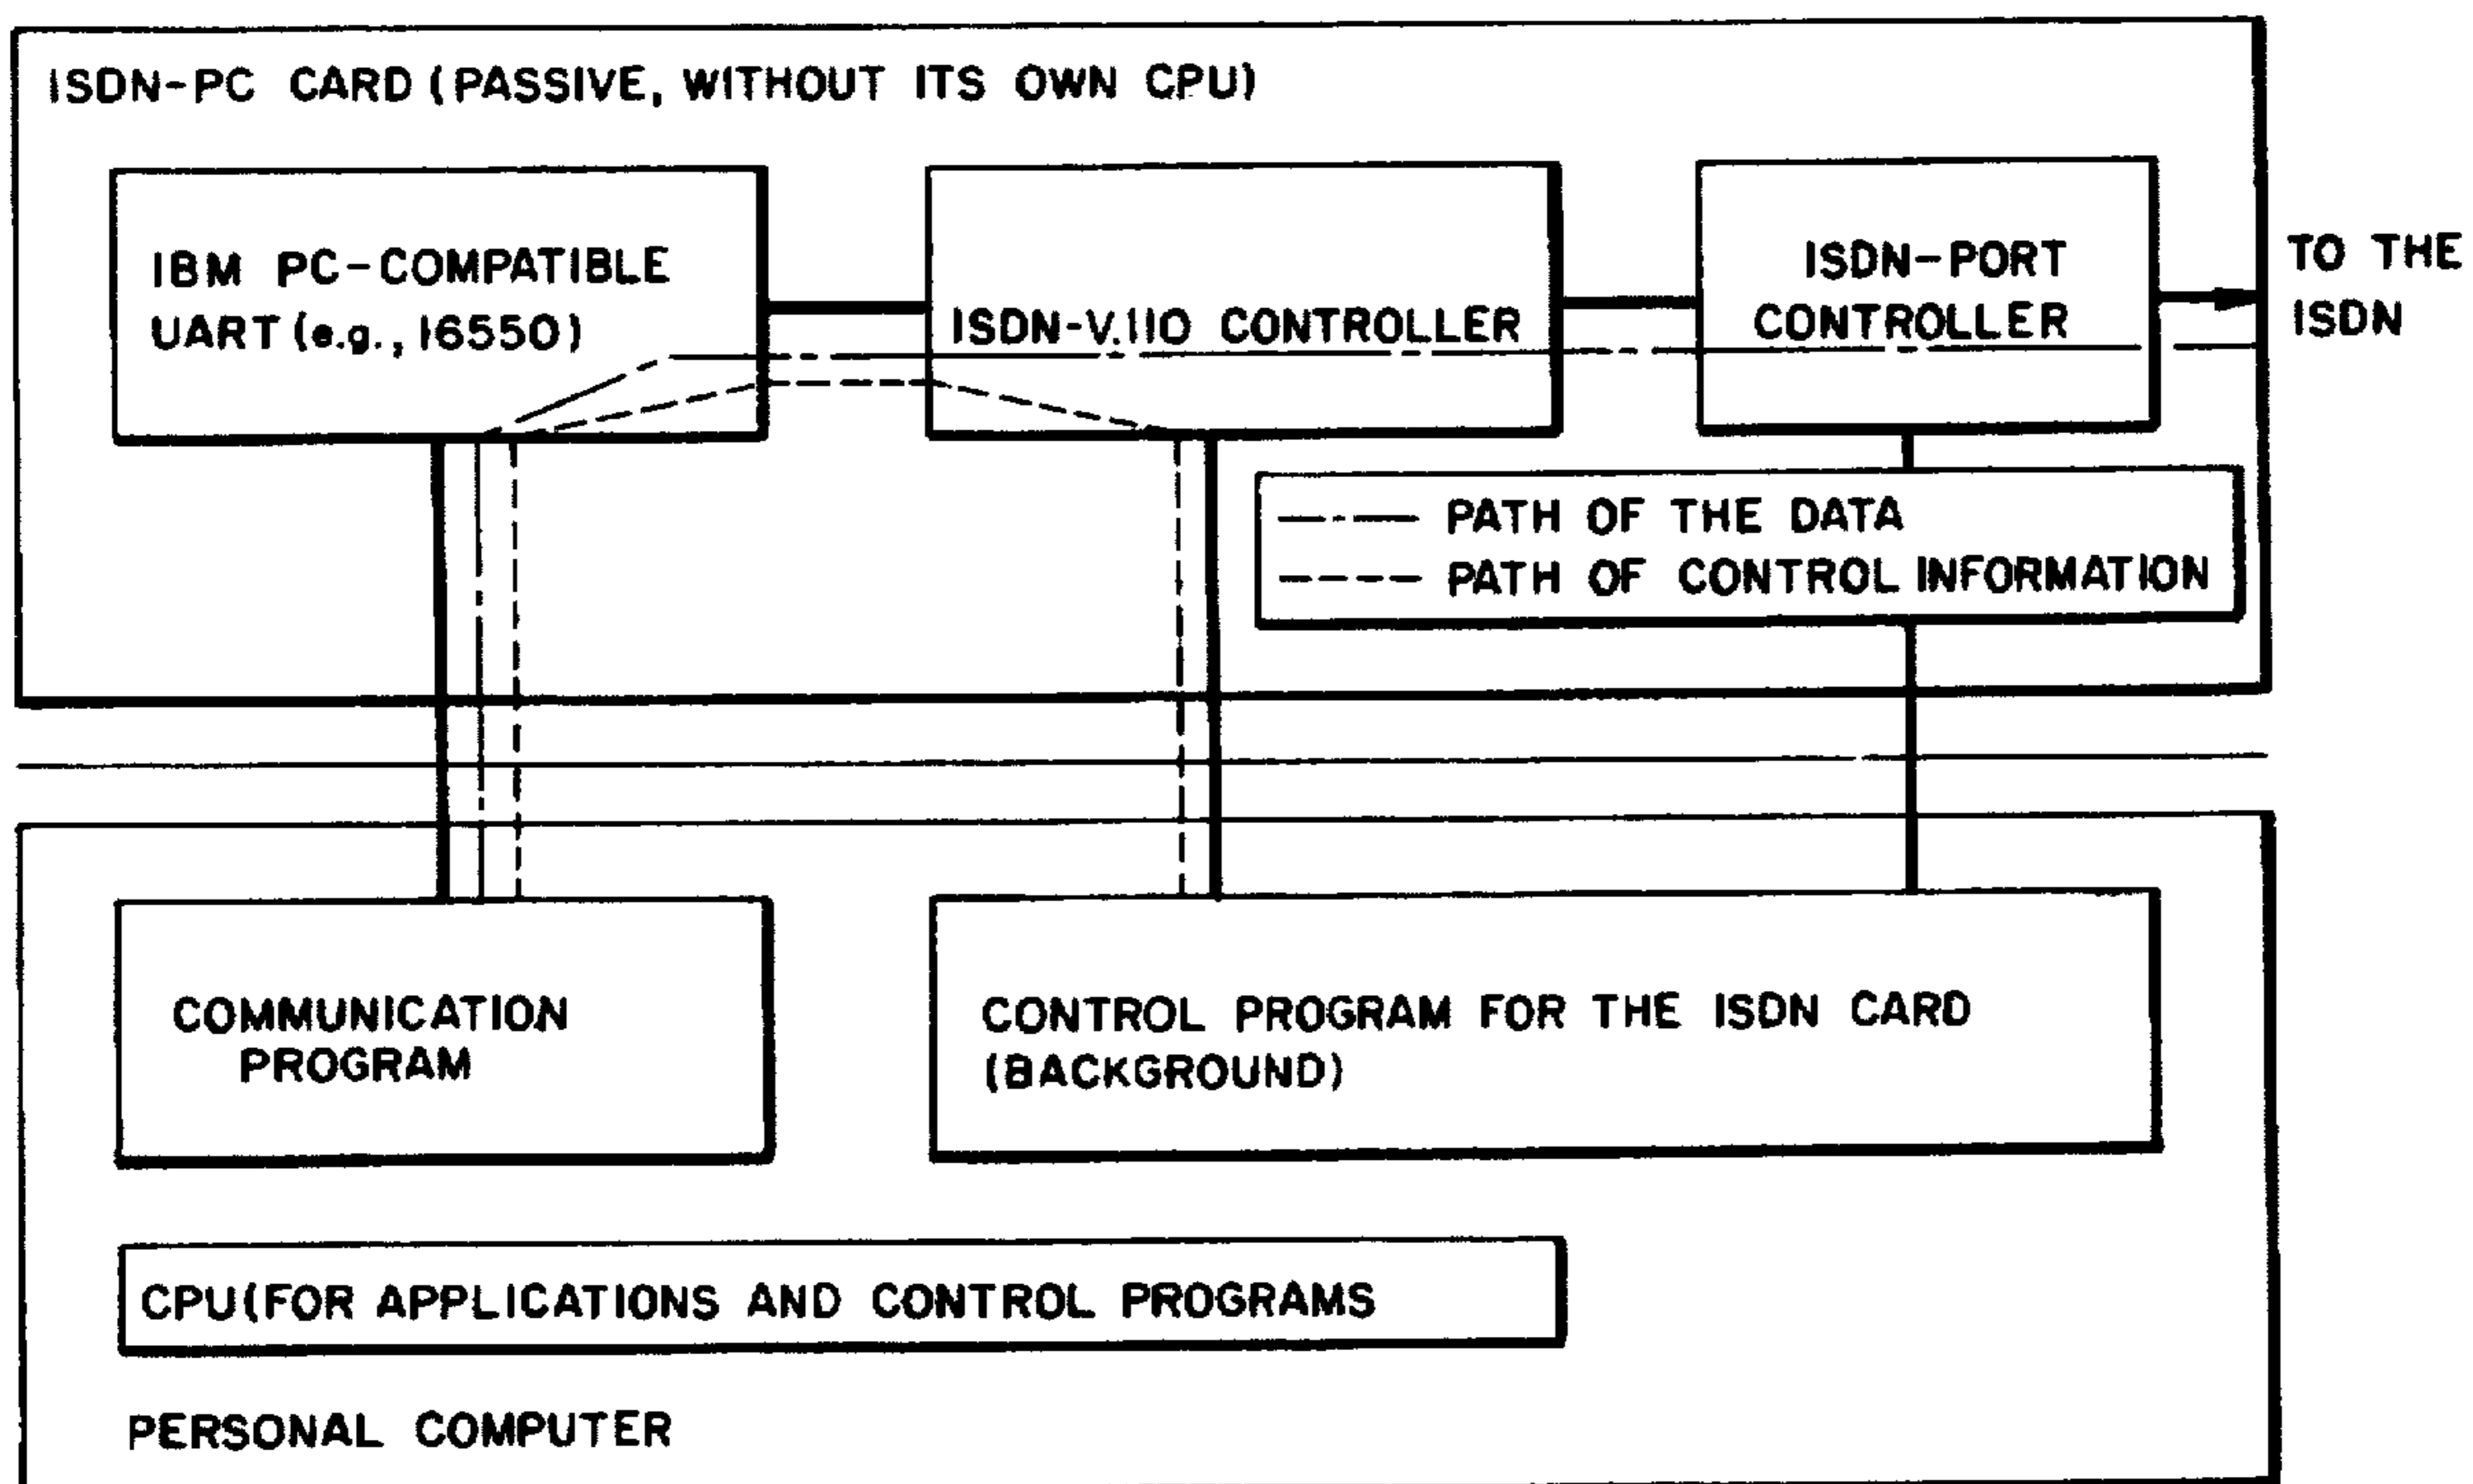 ISDN-PC CARD (PASSIVE, WITHOUT ITS OWN CPU)
IBM PC-COMPATIBLE
UART (e.g., 16550)
ISDN-V.110 CONTROLLER
ISDN-PORT
CONTROLLER
TO THE
ISDN
PATH OF THE DATA
PATH OF CONTROL INFORMATION
COMMUNICATION
PROGRAM
CONTROL PROGRAM FOR THE ISDN CARD
(BACKGROUND)
CPU(FOR APPLICATIONS AND CONTROL PROGRAMS
PERSONAL COMPUTER